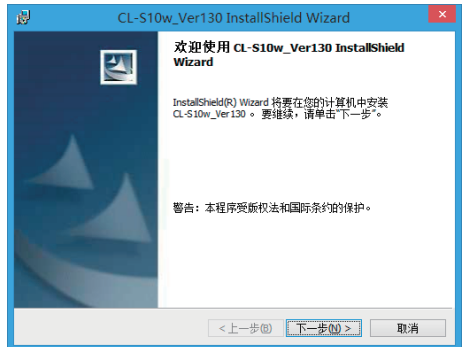 CL-S10w_Ver130 InstallShield Wizard
欢迎使用 CL-S10w_Ver130 InstallShield
Wizard
InstallShield(R) Wizard 将要在您的计算机中安装
CL-S10w_Ver130 。 要继续，请单击“下一步”。
警告：本程序受版权法和国际条约的保护。
<上一步(B) 下一步(N) > 取消